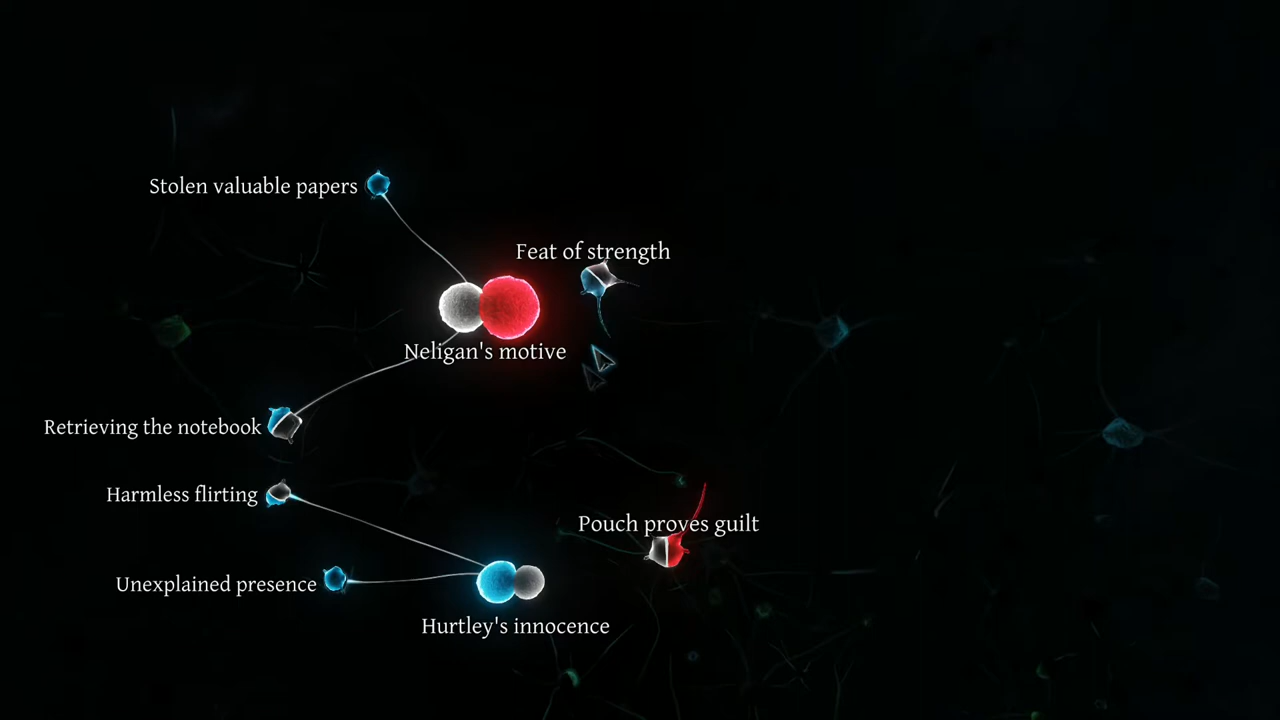 Stolen valuable papers
Feat of strength
Neligan's motive
Retrieving the notebook
Harmless flirting
Pouch proves guilt
Unexplained presence
Hurtley's innocence